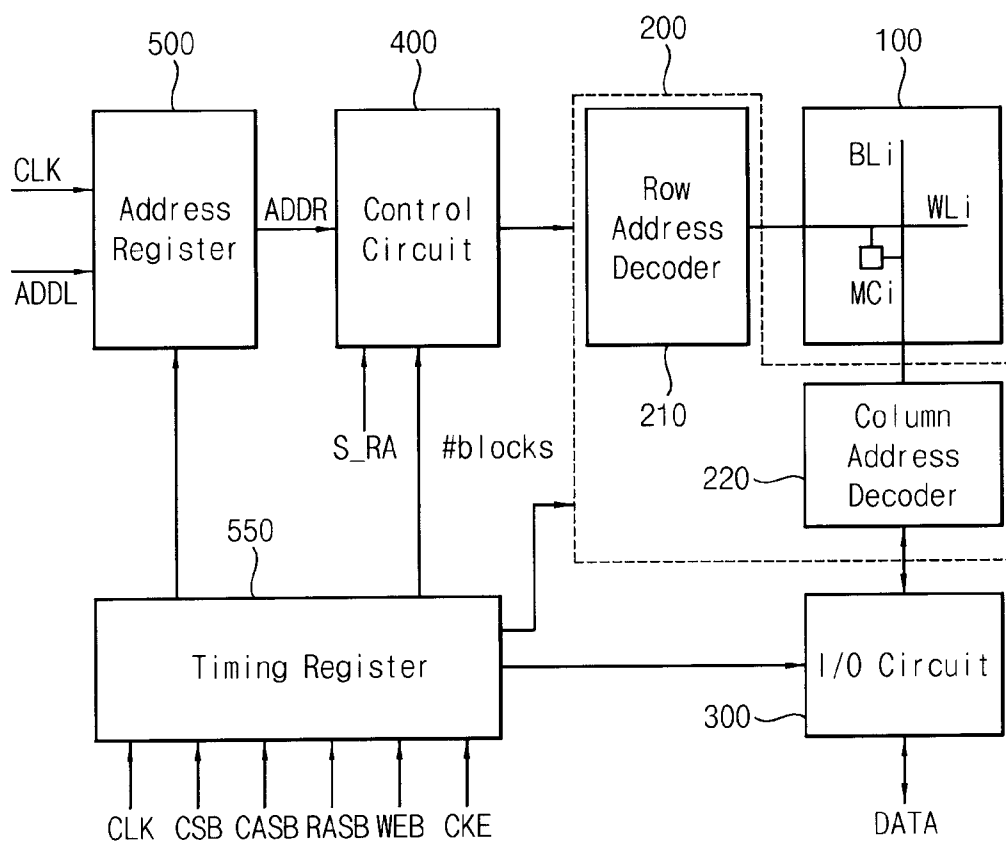 500
400
200
100
CLK
ADDL
Address
Register
ADDR
Control
Circuit
Row
Address
Decoder
BLi
WLi
MCi
210
S_RA
#blocks
Column
Address
Decoder
220
550
Timing Register
I/O Circuit
300
CLK
CSB
CASB
RASB
WEB
CKE
DATA